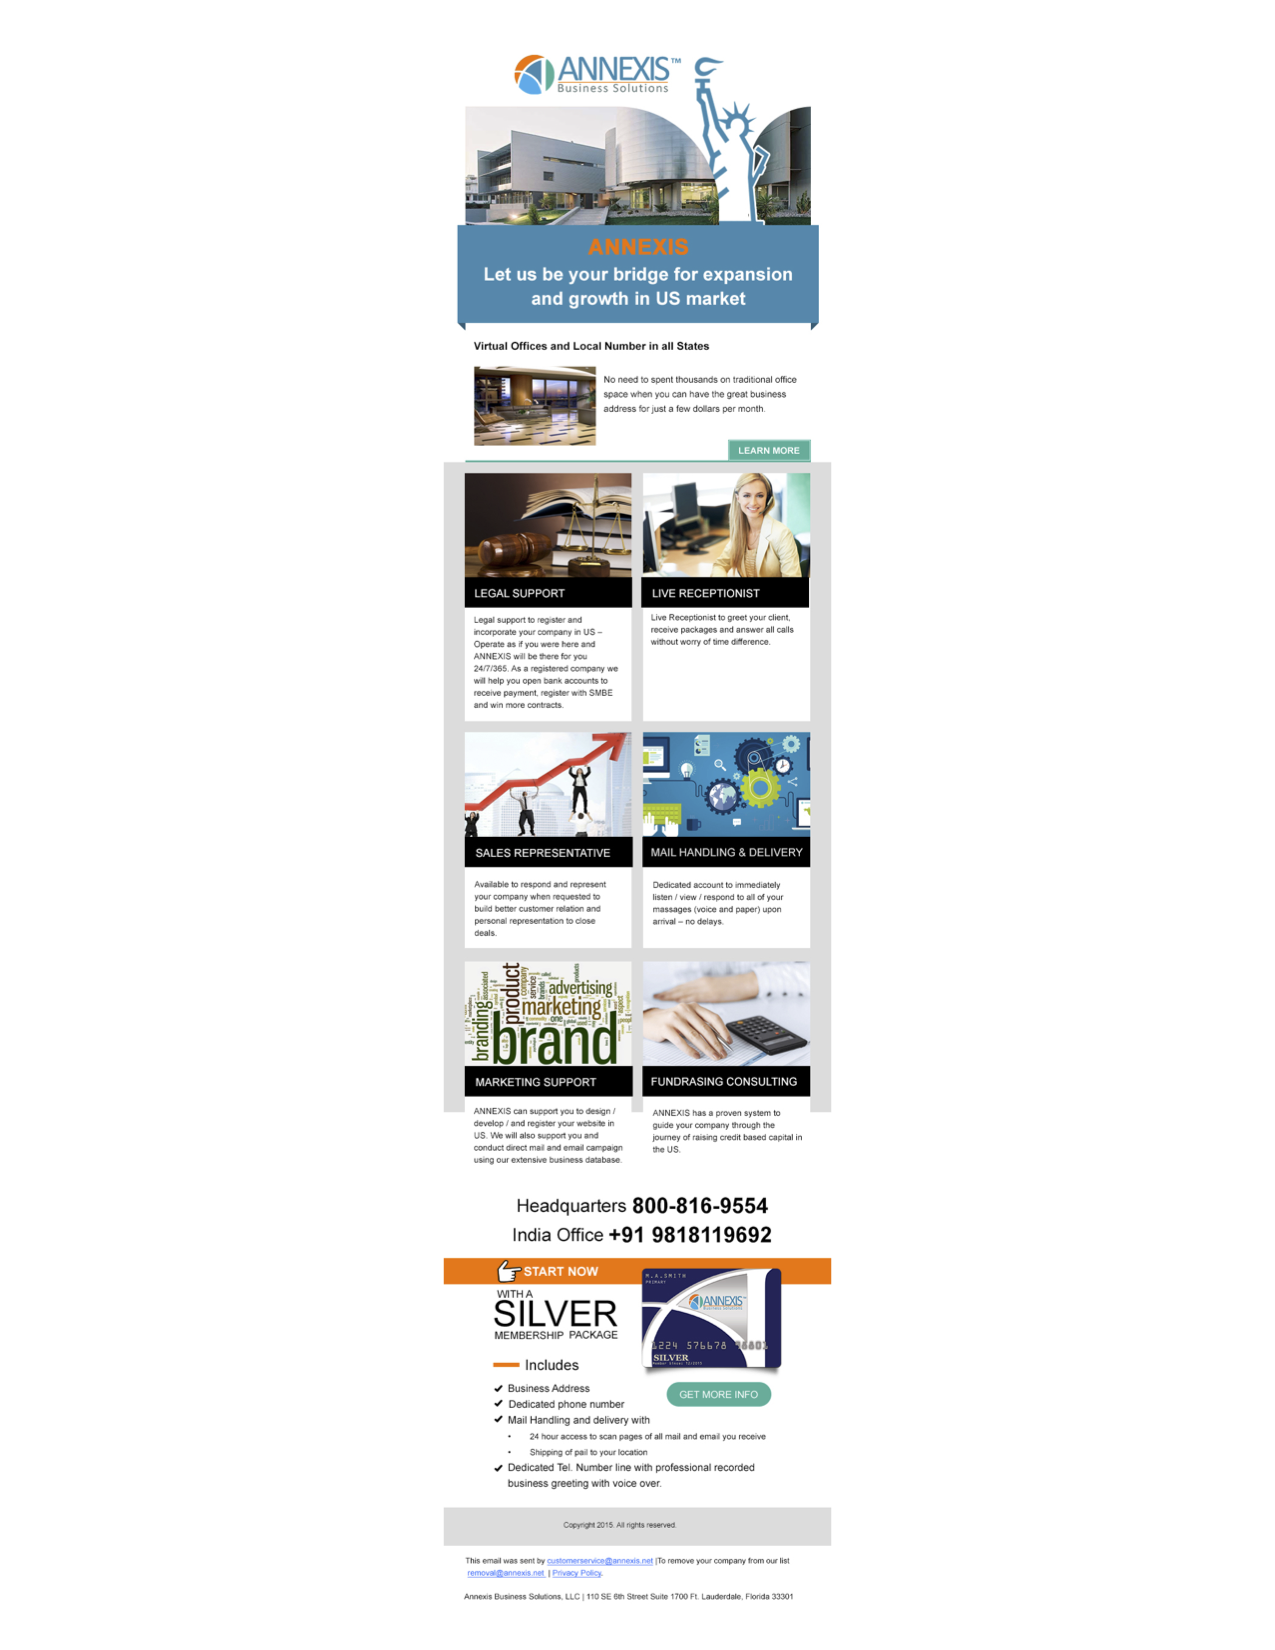 ANNEXIS™
Business Solutions
ANNEXIS
Let us be your bridge for expansion
and growth in US market
Virtual Offices and Local Number in all States
No need to spent thousands on traditional office
space when you can have the great business
address for just a few dollars per month.
LEARN MORE
LEGAL SUPPORT
Legal support to register and
incorporate your company in US –
Operate as if you were here and
ANNEXIS will be there for you
24/7/365. As a registered company we
will help you open bank accounts to
receive payment, register with SMBE
and win more contracts.
LIVE RECEPTIONIST
Live Receptionist to greet your client,
receive packages and answer all calls
without worry of time difference.
SALES REPRESENTATIVE
Available to respond and represent
your company when requested to
build better customer relation and
personal representation to close
deals.
MAIL HANDLING & DELIVERY
Dedicated account to immediately
listen / view / respond to all of your
massages (voice and paper) upon
arrival – no delays.
branding
associated
product
company
service
brands
products
advertising
marketing
one
brand
MARKETING SUPPORT
ANNEXIS can support you to design /
develop / and register your website in
US. We will also support you and
conduct direct mail and email campaign
using our extensive business database.
FUNDRASING CONSULTING
ANNEXIS has a proven system to
guide your company through the
journey of raising credit based capital in
the US.
Headquarters 800-816-9554
India Office +91 9818119692
START NOW
WITH A
SILVER
MEMBERSHIP PACKAGE
M.A.SMITH
PRIMARY
ANNEXIS
Business Solutions
6224 576678 96801
SILVER
Includes
GET MORE INFO
Business Address
Dedicated phone number
Mail Handling and delivery with
• 24 hour access to scan pages of all mail and email you receive
• Shipping of pail to your location
Dedicated Tel. Number line with professional recorded
business greeting with voice over.
Copyright 2015. All rights reserved.
This email was sent by customerservice@annexis.net |To remove your company from our list
removal@annexis.net | Privacy Policy.
Annexis Business Solutions, LLC | 110 SE 6th Street Suite 1700 Ft. Lauderdale, Florida 33301